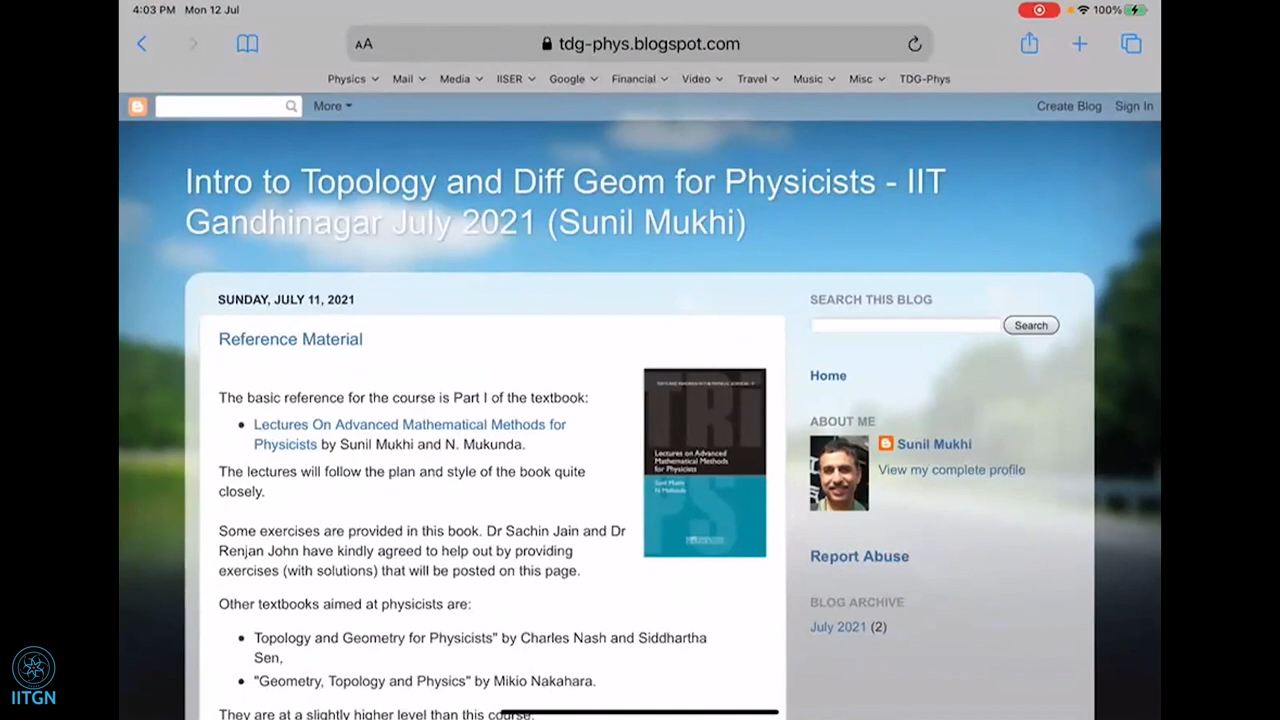 4:03 PM Mon 12 Jul
100%
AA
tdg-phys.blogspot.com
Physics Mail Media IISER Google Financial Video Travel Music Misc TDG-Phys
More
Create Blog Sign In
Intro to Topology and Diff Geom for Physicists - IIT
Gandhinagar July 2021 (Sunil Mukhi)
SUNDAY, JULY 11, 2021
Reference Material
The basic reference for the course is Part I of the textbook:
Lectures On Advanced Mathematical Methods for
Physicists by Sunil Mukhi and N. Mukunda.
The lectures will follow the plan and style of the book quite
closely.
Some exercises are provided in this book. Dr Sachin Jain and Dr
Renjan John have kindly agreed to help out by providing
exercises (with solutions) that will be posted on this page.
Other textbooks aimed at physicists are:
Topology and Geometry for Physicists" by Charles Nash and Siddhartha
Sen,
"Geometry, Topology and Physics" by Mikio Nakahara.
They are at a slightly higher level than this course.
TRI
Lectures on Advanced
Mathematical Methods
for Physicists
Sunil Mukhi
N Mukunda
PS
SEARCH THIS BLOG
Search
Home
ABOUT ME
Sunil Mukhi
View my complete profile
Report Abuse
BLOG ARCHIVE
July 2021 (2)
IITGN